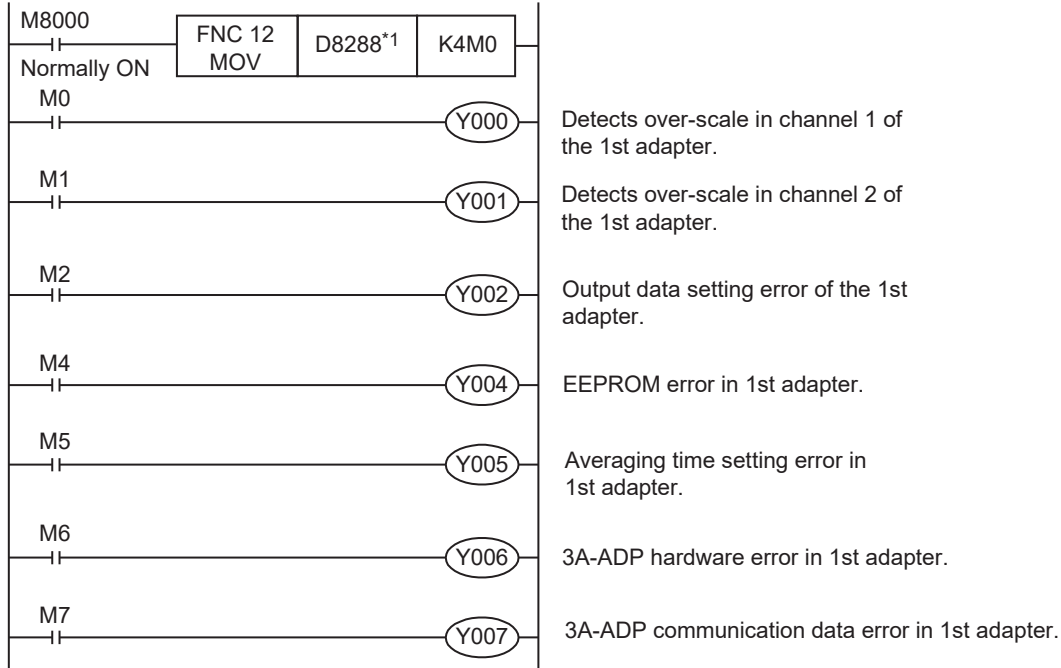 M8000
FNC 12
MOV
D8288*1
K4M0
Normally ON
M0
Y000
Detects over-scale in channel 1 of
the 1st adapter.
M1
Y001
Detects over-scale in channel 2 of
the 1st adapter.
M2
Y002
Output data setting error of the 1st
adapter.
M4
Y004
EEPROM error in 1st adapter.
M5
Y005
Averaging time setting error in
1st adapter.
M6
Y006
3A-ADP hardware error in 1st adapter.
M7
Y007
3A-ADP communication data error in 1st adapter.